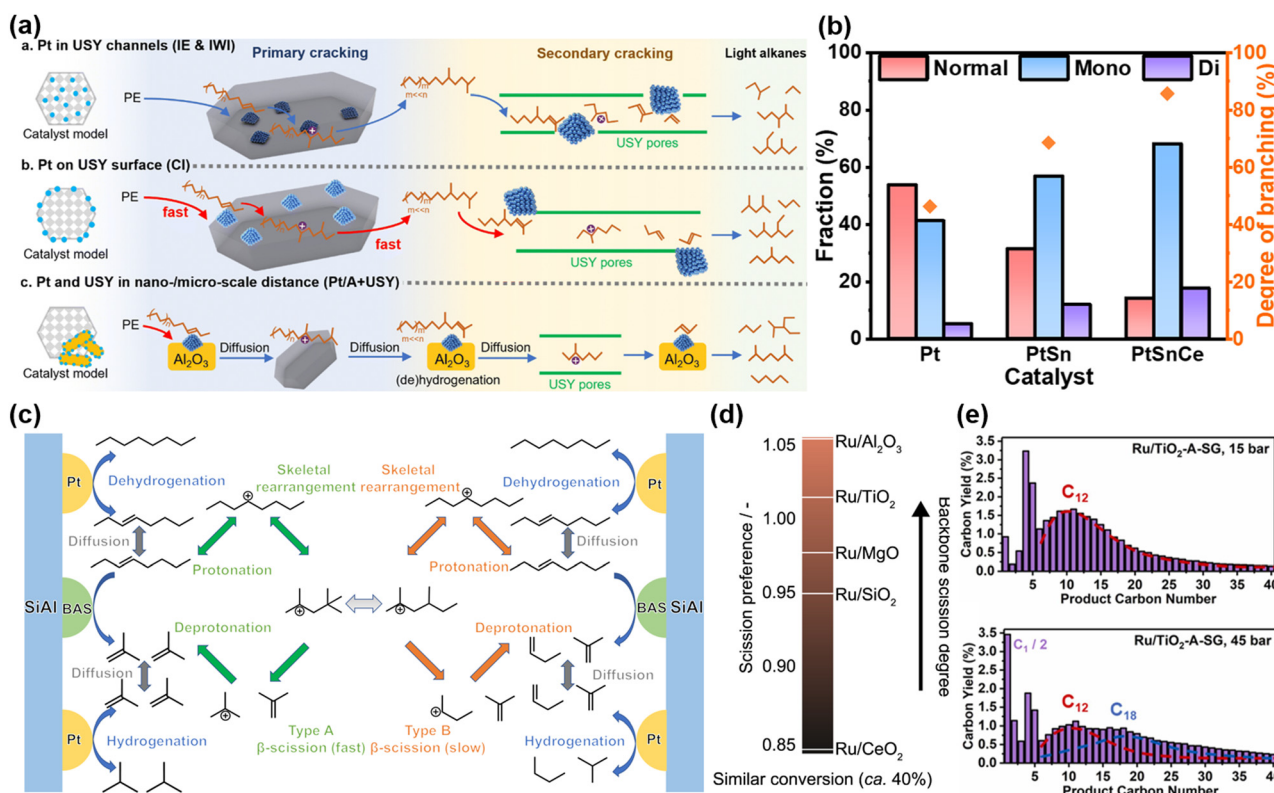 (a)
a. Pt in USY channels (IE & IWI)
Primary cracking
Secondary cracking
Light alkanes
PE
n
m<<n
m
Catalyst model
USY pores
b. Pt on USY surface (CI)
PE
fast
n
m<<n
m
fast
Catalyst model
USY pores
c. Pt and USY in nano-/micro-scale distance (Pt/A+USY)
PE
n
m<<n
m
Al2O3
Diffusion
Diffusion
Al2O3
Diffusion
Al2O3
Catalyst model
(de)hydrogenation
USY pores
(b)
Normal Mono Di
100
80
60
40
20
0
Fraction (%)
100
80
60
40
20
0
Degree of branching (%)
Pt PtSn PtSnCe
Catalyst
(c)
Pt
Dehydrogenation
Skeletal
rearrangement
Skeletal
rearrangement
Dehydrogenation
Pt
Diffusion
Protonation
Protonation
Diffusion
SiAl
BAS
BAS
SiAl
Deprotonation
Deprotonation
Diffusion
Diffusion
Pt
Hydrogenation
Type A
β-scission (fast)
Type B
β-scission (slow)
Hydrogenation
Pt
(d)
Scission preference / -
1.05
1.00
0.95
0.90
0.85
Ru/Al2O3
Ru/TiO2
Ru/MgO
Ru/SiO2
Ru/CeO2
Backbone scission degree
Similar conversion (ca. 40%)
(e)
Ru/TiO2-A-SG, 15 bar
C12
3.5
3.0
2.5
2.0
1.5
1.0
0.5
0.0
Carbon Yield (%)
5 10 15 20 25 30 35 40
Product Carbon Number
Ru/TiO2-A-SG, 45 bar
C1 / 2
C12
C18
3.5
3.0
2.5
2.0
1.5
1.0
0.5
0.0
Carbon Yield (%)
5 10 15 20 25 30 35 40
Product Carbon Number